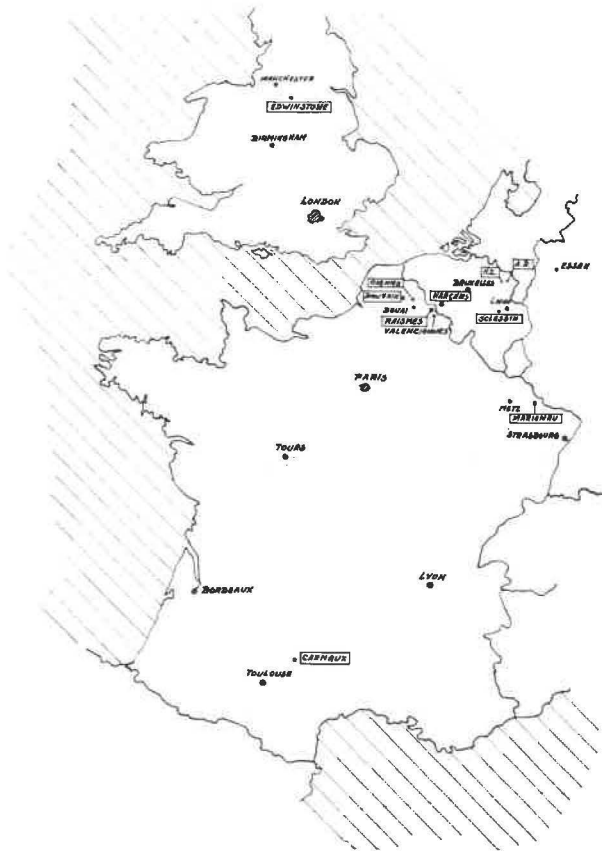 MANCHESTER
EDWINSTOWE
BIRMINGHAM
LONDON
ESSEN
BRUXELLES
HARCHIES
DOUAI
SCLESSIN
RAISMES
VALENCIENNES
PARIS
METZ
MARIENAU
STRASBOURG
TOURS
LYON
BORDEAUX
CARMAUX
TOULOUSE